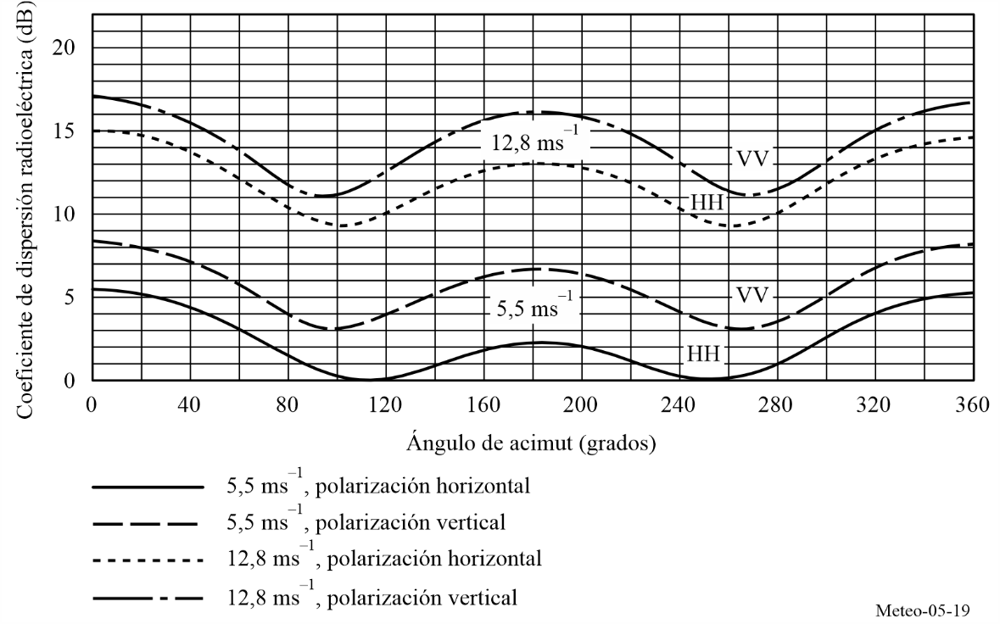 Coeficiente de dispersión radioeléctrica (dB)
20
15
10
5
0
12,8 ms⁻¹
VV
HH
5,5 ms⁻¹
VV
HH
0 40 80 120 160 200 240 280 320 360
Ángulo de acimut (grados)
5,5 ms⁻¹, polarización horizontal
5,5 ms⁻¹, polarización vertical
12,8 ms⁻¹, polarización horizontal
12,8 ms⁻¹, polarización vertical
Meteo-05-19